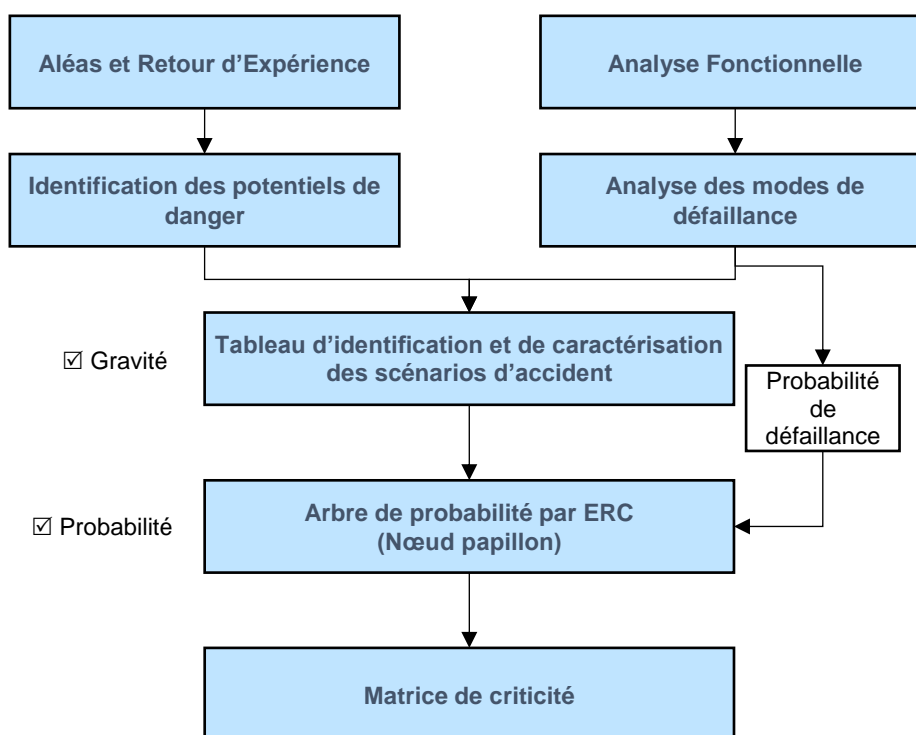 Aléas et Retour d’Expérience
Analyse Fonctionnelle
Identification des potentiels de
danger
Analyse des modes de
défaillance
☑ Gravité
Tableau d’identification et de caractérisation
des scénarios d’accident
Probabilité
de
défaillance
☑ Probabilité
Arbre de probabilité par ERC
(Nœud papillon)
Matrice de criticité